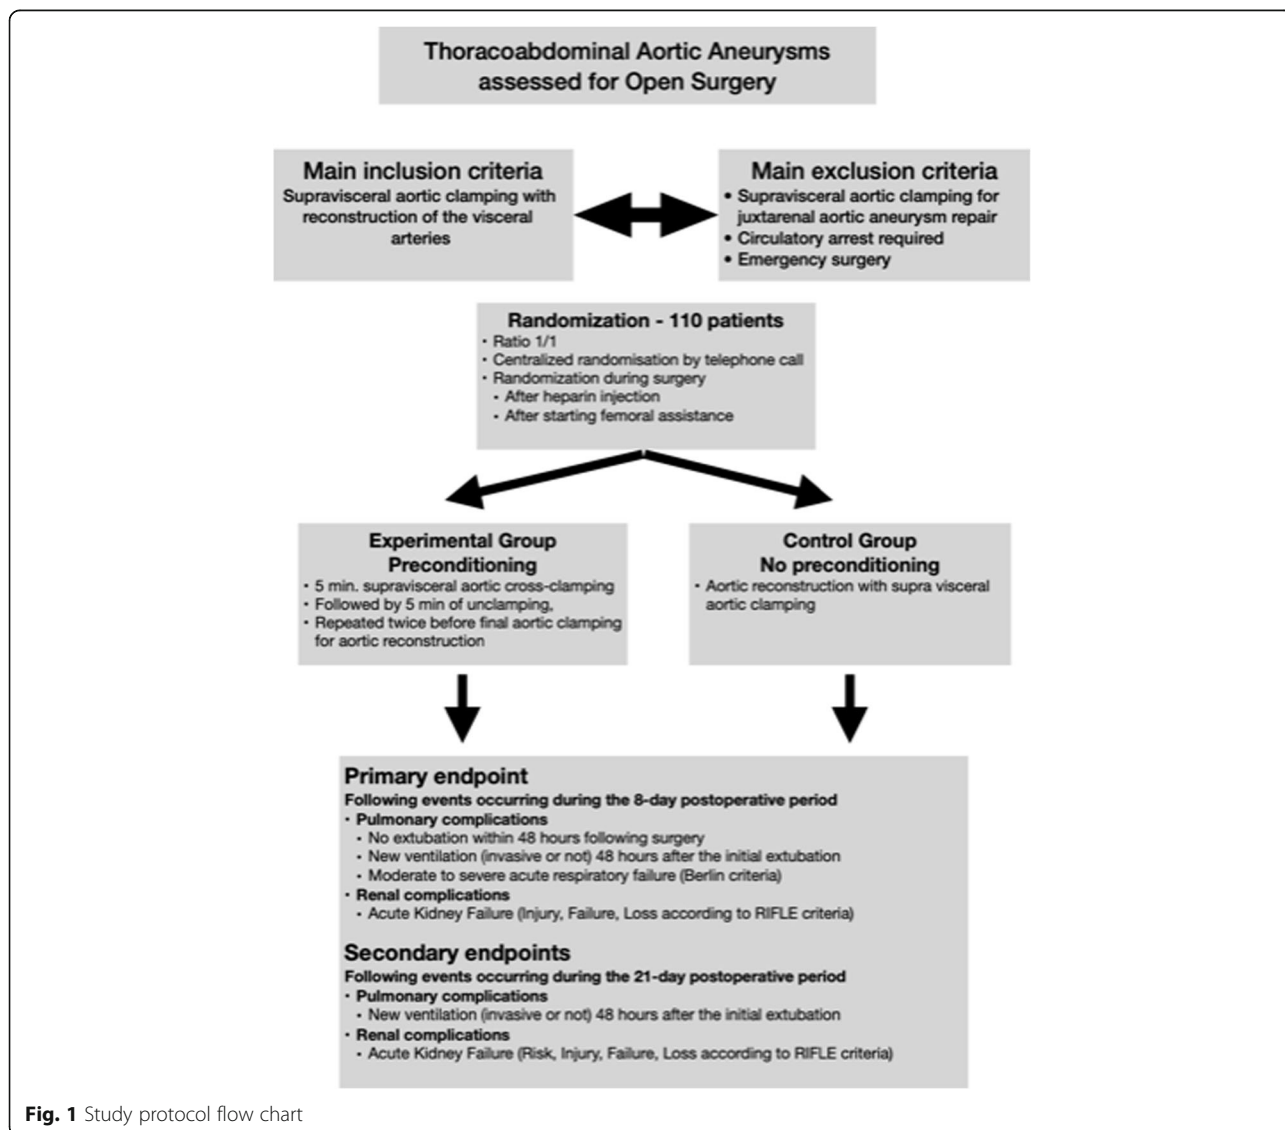 Thoracoabdominal Aortic Aneurysms
assessed for Open Surgery
Main inclusion criteria
Supravisceral aortic clamping with
reconstruction of the visceral
arteries
Main exclusion criteria
• Supravisceral aortic clamping for
juxtarenal aortic aneurysm repair
• Circulatory arrest required
• Emergency surgery
Randomization - 110 patients
• Ratio 1/1
• Centralized randomisation by telephone call
• Randomization during surgery
• After heparin injection
• After starting femoral assistance
Experimental Group
Preconditioning
• 5 min. supravisceral aortic cross-clamping
• Followed by 5 min of unclamping,
• Repeated twice before final aortic clamping
for aortic reconstruction
Control Group
No preconditioning
• Aortic reconstruction with supra visceral
aortic clamping
Primary endpoint
Following events occurring during the 8-day postoperative period
• Pulmonary complications
• No extubation within 48 hours following surgery
• New ventilation (invasive or not) 48 hours after the initial extubation
• Moderate to severe acute respiratory failure (Berlin criteria)
• Renal complications
• Acute Kidney Failure (Injury, Failure, Loss according to RIFLE criteria)
Secondary endpoints
Following events occurring during the 21-day postoperative period
• Pulmonary complications
• New ventilation (invasive or not) 48 hours after the initial extubation
• Renal complications
• Acute Kidney Failure (Risk, Injury, Failure, Loss according to RIFLE criteria)
Fig. 1 Study protocol flow chart